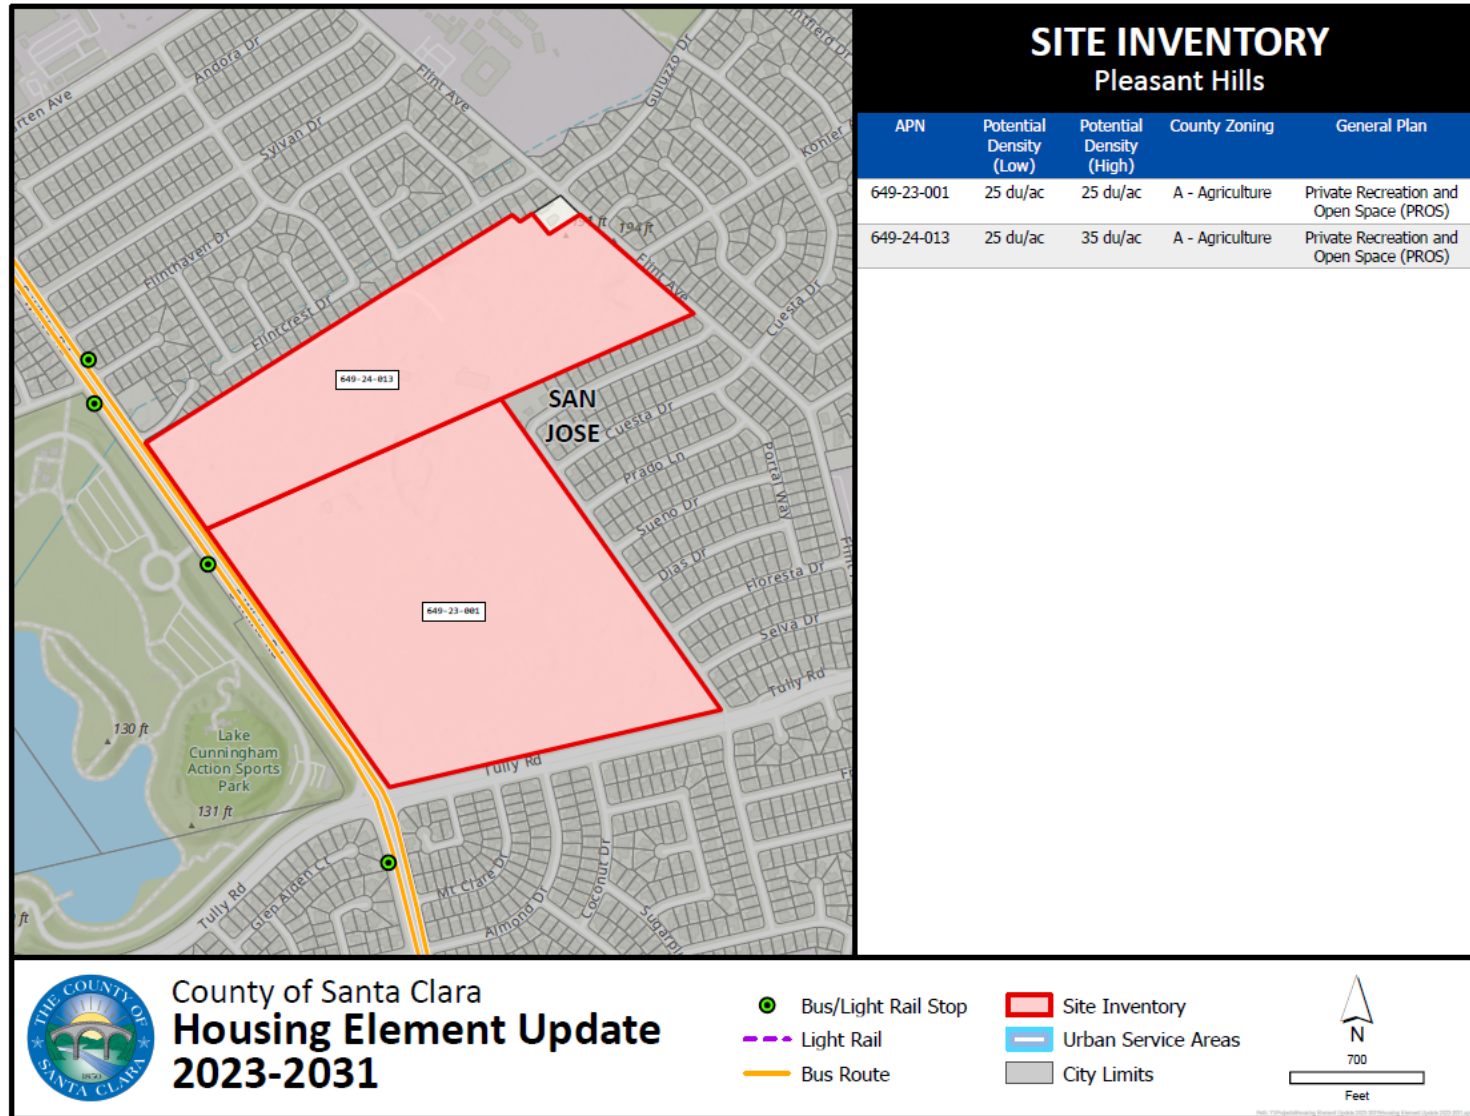 SITE INVENTORY
Pleasant Hills
APN
Potential Density (Low)
Potential Density (High)
County Zoning
General Plan
649-23-001
25 du/ac
25 du/ac
A - Agriculture
Private Recreation and
Open Space (PROS)
649-24-013
25 du/ac
35 du/ac
A - Agriculture
Private Recreation and
Open Space (PROS)
Andora Dr
Flint Ave
Guluzzo Dr
Sylvan Dr
Flinthaven Dr
194 ft
Flint Ave
Flintcrest Dr
Cuesta Dr
649-24-013
SAN
JOSE
Cuesta Dr
Prado Ln
Portal Way
Sueno Dr
Dias Dr
Floresta Dr
649-23-001
Selva Dr
Tully Rd
130 ft
Lake
Cunningham
Action Sports
Park
131 ft
Tully Rd
Mt Clare Dr
Coconut Dr
Glen Alden Ct
Tully Rd
Almond Dr
THE COUNTY OF
SANTA CLARA
1850
County of Santa Clara
Housing Element Update
2023-2031
Bus/Light Rail Stop
Light Rail
Bus Route
Site Inventory
Urban Service Areas
City Limits
N
700
Feet